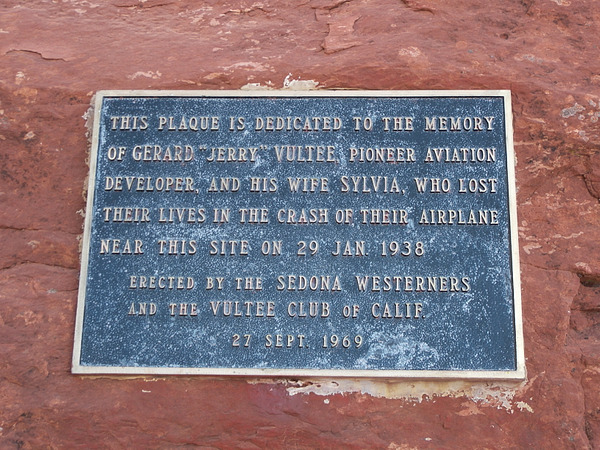 THIS PLAQUE IS DEDICATED TO THE MEMORY
OF GERARD "JERRY" VULTEE, PIONEER AVIATION
DEVELOPER, AND HIS WIFE SYLVIA, WHO LOST
THEIR LIVES IN THE CRASH OF THEIR AIRPLANE
NEAR THIS SITE ON 29 JAN. 1938
ERECTED BY THE SEDONA WESTERNERS
AND THE VULTEE CLUB OF CALIF.
27 SEPT. 1969